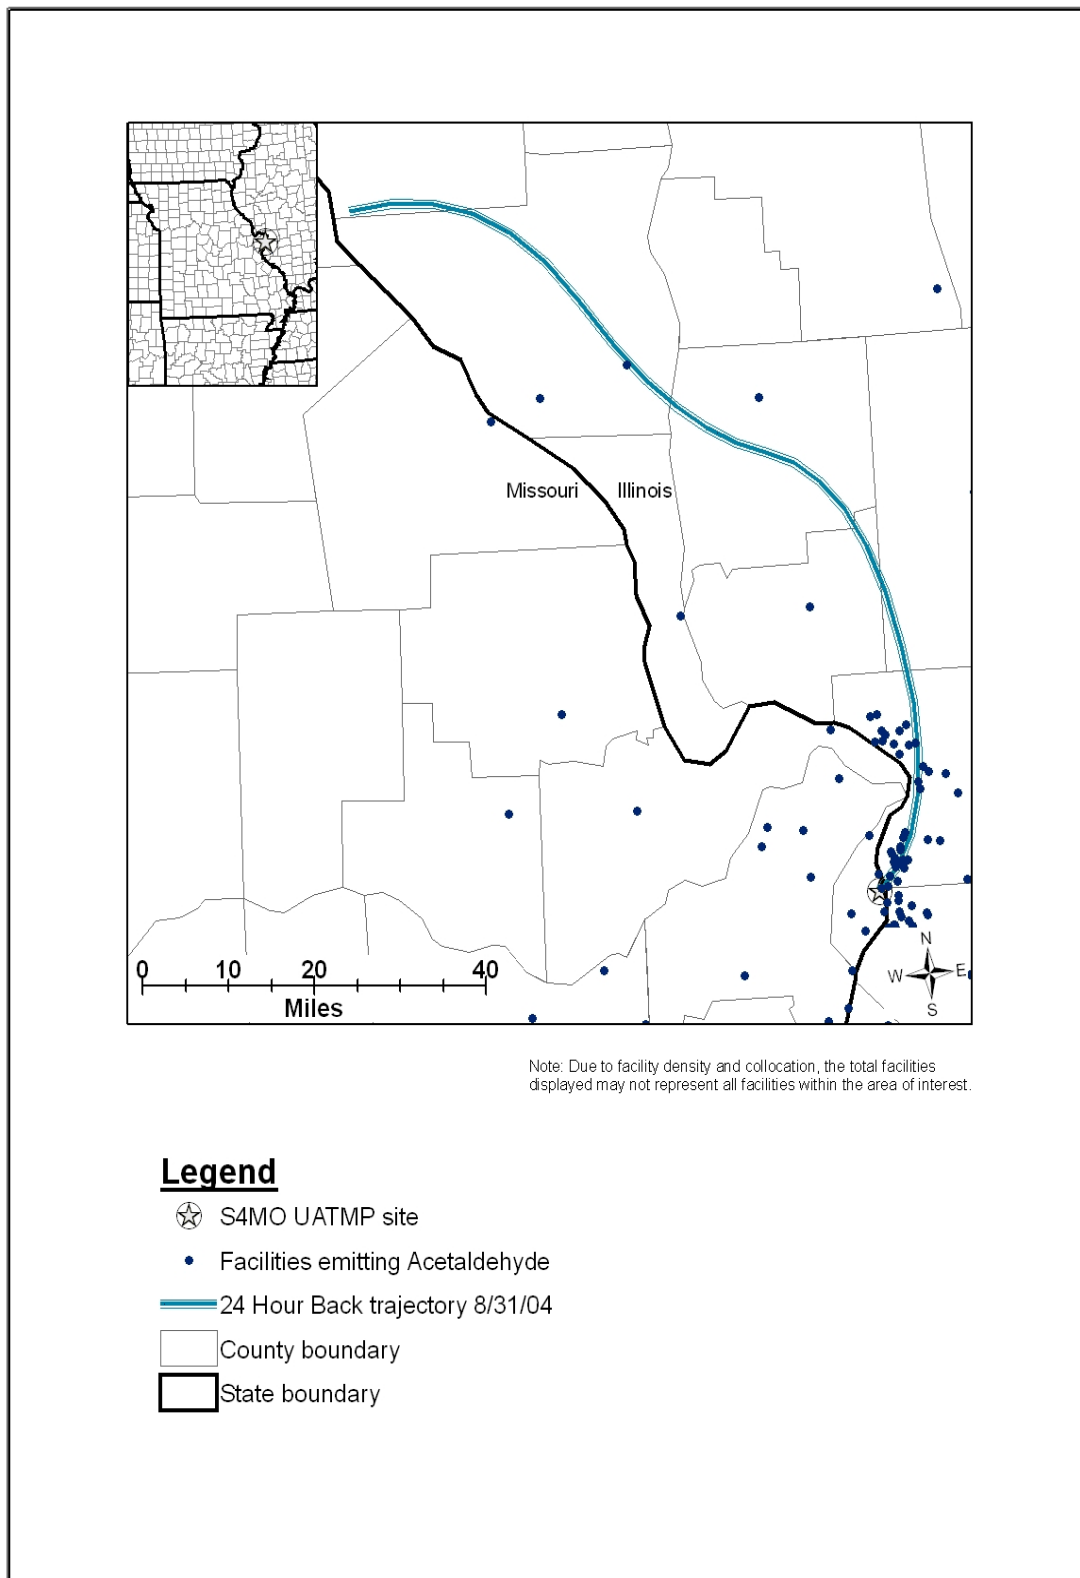 Missouri
Illinois
0 10 20 40
Miles
N
W E
S
Note: Due to facility density and collocation, the total facilities
displayed may not represent all facilities within the area of interest.
Legend
S4MO UATMP site
Facilities emitting Acetaldehyde
24 Hour Back trajectory 8/31/04
County boundary
State boundary